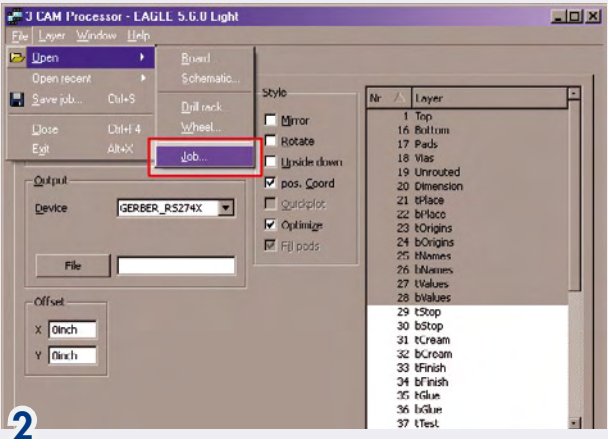 3 CAM Processor - EAGLE 5.6.0 Light
File Layer Window Help
Open
Open recent
Save job... Ctrl+S
Close Ctrl+F4
Exit Alt+X
Board
Schematic...
Drill rack
Wheel...
Job...
Output
Device GERBER_RS274X
File
Offset
X 0inch
Y 0inch
Style
Mirror
Rotate
Upside down
pos. Coord
Quickplot
Optimize
Fill pads
Nr Layer
1 Top
16 Bottom
17 Pads
18 Vias
19 Unrouted
20 Dimension
21 tPlace
22 bPlace
23 tOrigins
24 bOrigins
25 tNames
26 bNames
27 tValues
28 bValues
29 tStop
30 bStop
31 tCream
32 bCream
33 tFinish
34 bFinish
35 tGlue
36 bGlue
37 tTest
2